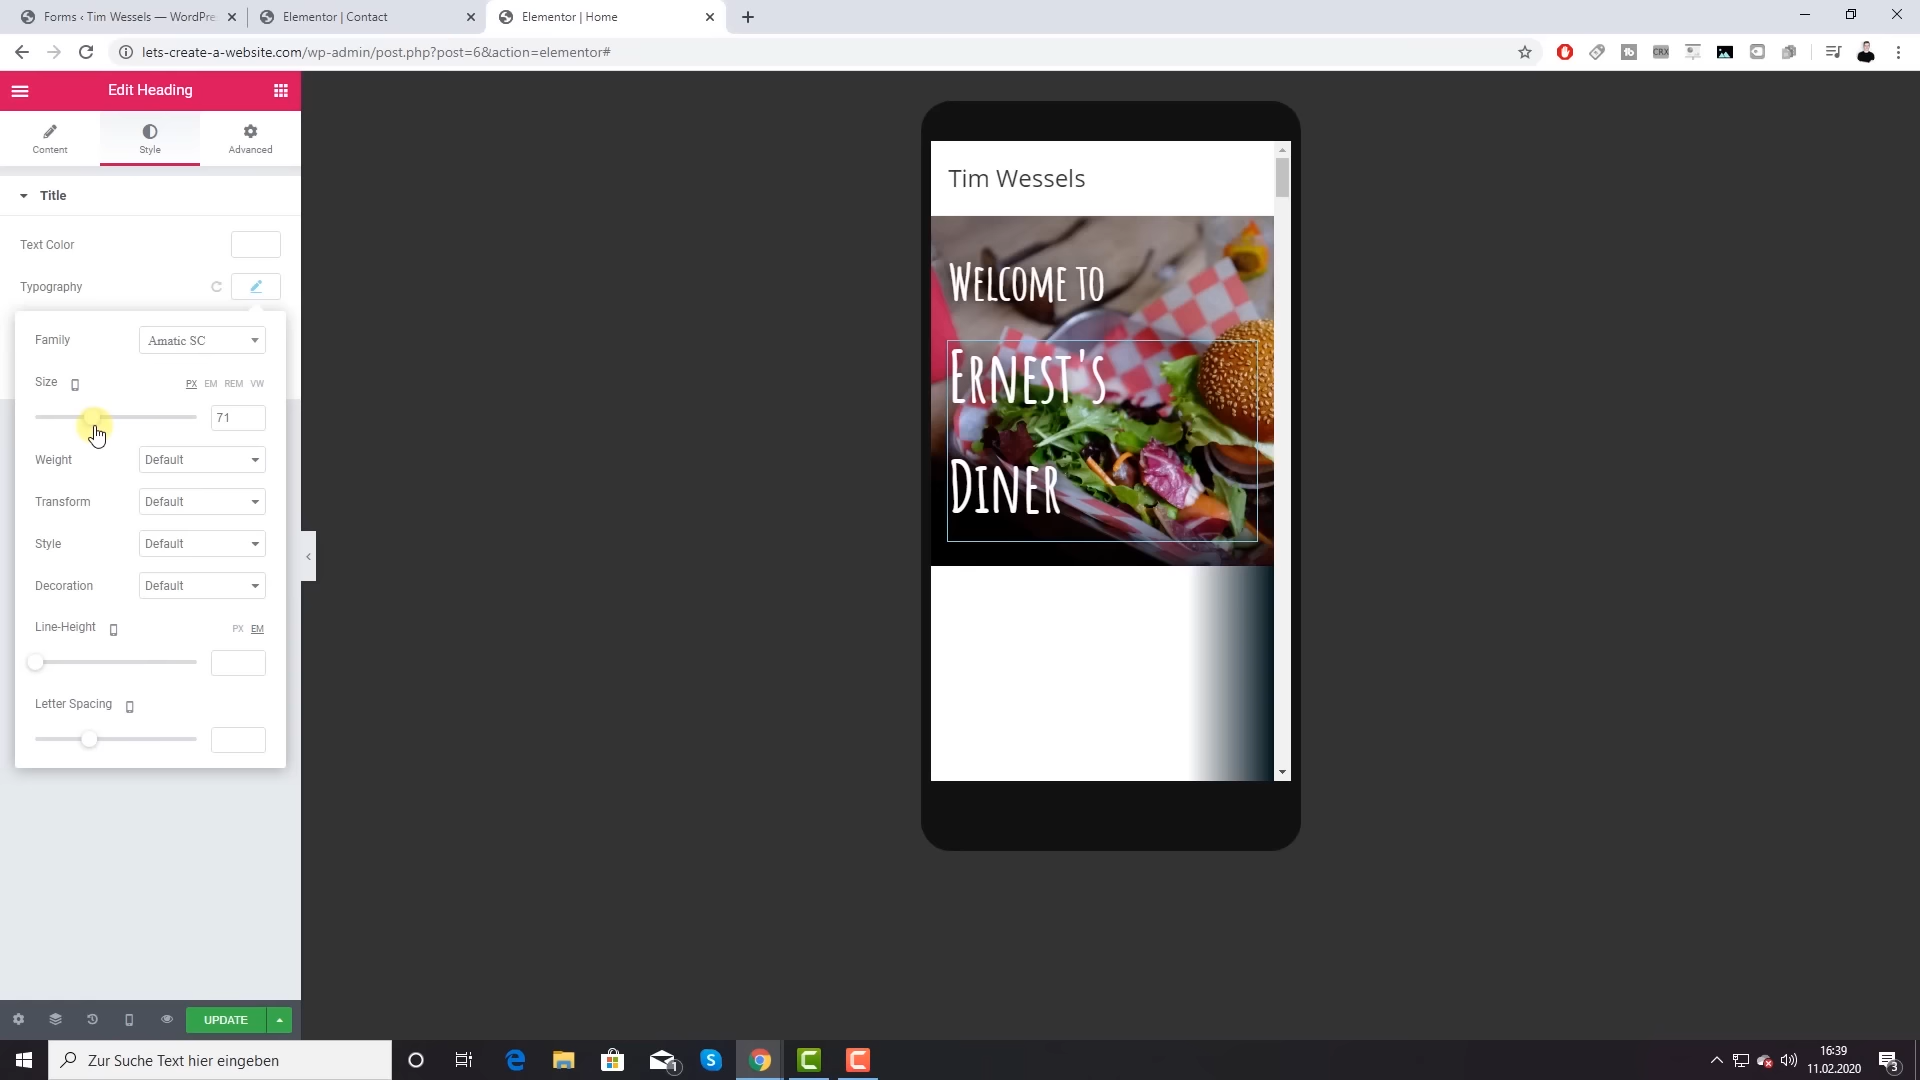 Forms ‹ Tim Wessels — WordPre
Elementor | Contact
Elementor | Home
lets-create-a-website.com/wp-admin/post.php?post=6&action=elementor#
CRX
Edit Heading
Content
Style
Advanced
Title
Text Color
Typography
Family
Amatic SC
Size
PX EM REM VW
71
Weight
Default
Transform
Default
Style
Default
Decoration
Default
Line-Height
PX EM
Letter Spacing
UPDATE
Tim Wessels
Welcome to
Ernest's
Diner
Zur Suche Text hier eingeben
1
16:39
11.02.2020
3